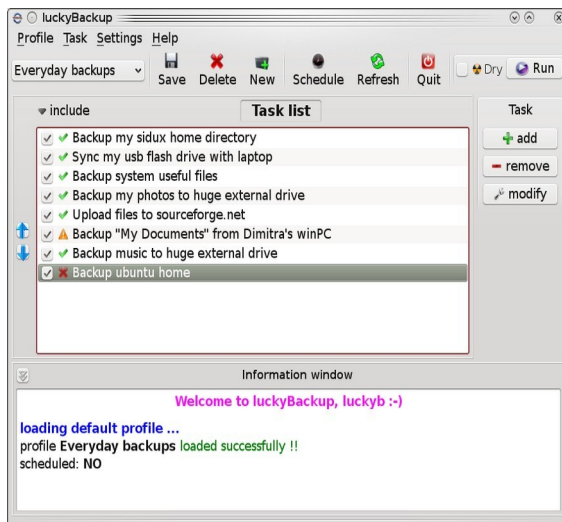 luckyBackup
Profile Task Settings Help
Everyday backups Save Delete New Schedule Refresh Quit Dry Run
include Task list Task
Backup my sidux home directory
Sync my usb flash drive with laptop
Backup system useful files
Backup my photos to huge external drive
Upload files to sourceforge.net
Backup "My Documents" from Dimitra's winPC
Backup music to huge external drive
Backup ubuntu home
add
remove
modify
Information window
Welcome to luckyBackup, luckyb :-)
loading default profile ...
profile Everyday backups loaded successfully !!
scheduled: NO